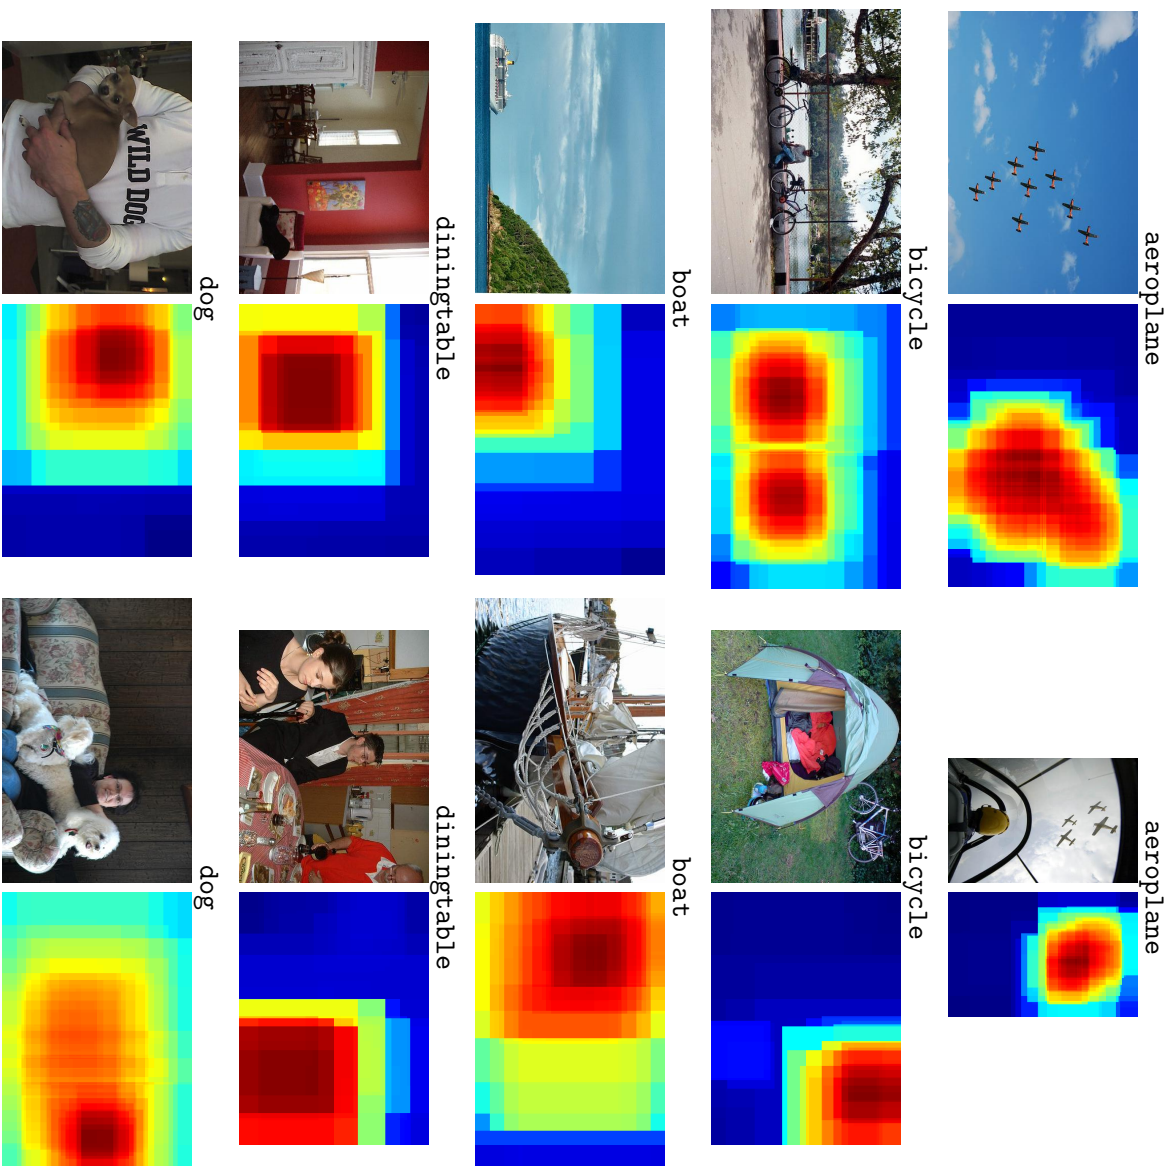 aeroplane
aeroplane
bicycle
bicycle
boat
boat
diningtable
diningtable
dog
dog
WILD DOG